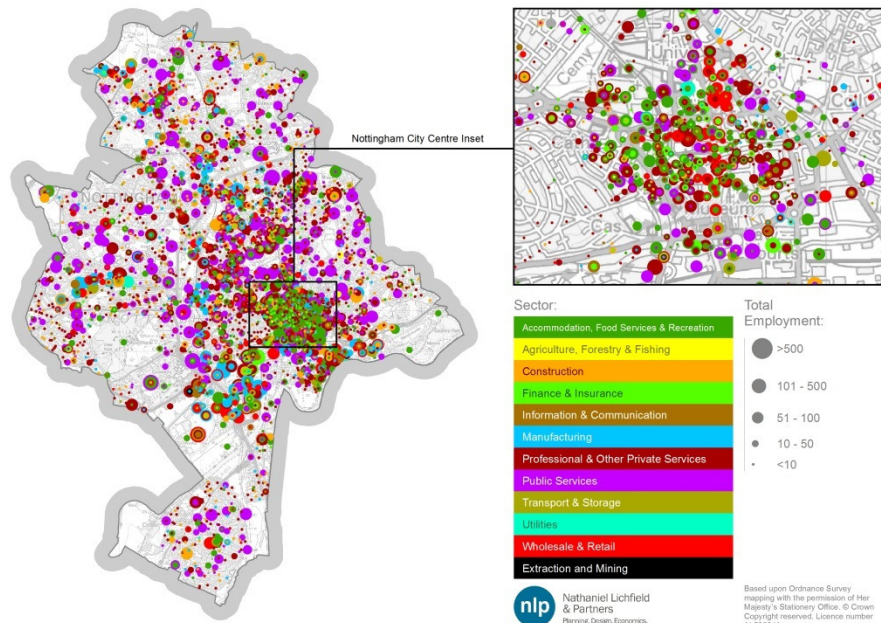 Nottingham City Centre Inset
Sector:
Accommodation, Food Services & Recreation
Agriculture, Forestry & Fishing
Construction
Finance & Insurance
Information & Communication
Manufacturing
Professional & Other Private Services
Public Services
Transport & Storage
Utilities
Wholesale & Retail
Extraction and Mining
Total
Employment:
>500
101 - 500
51 - 100
10 - 50
<10
nlp
Nathaniel Lichfield
& Partners
Planning. Design. Economics.
Based upon Ordnance Survey
mapping with the permission of Her
Majesty's Stationery Office. © Crown
Copyright reserved. Licence number